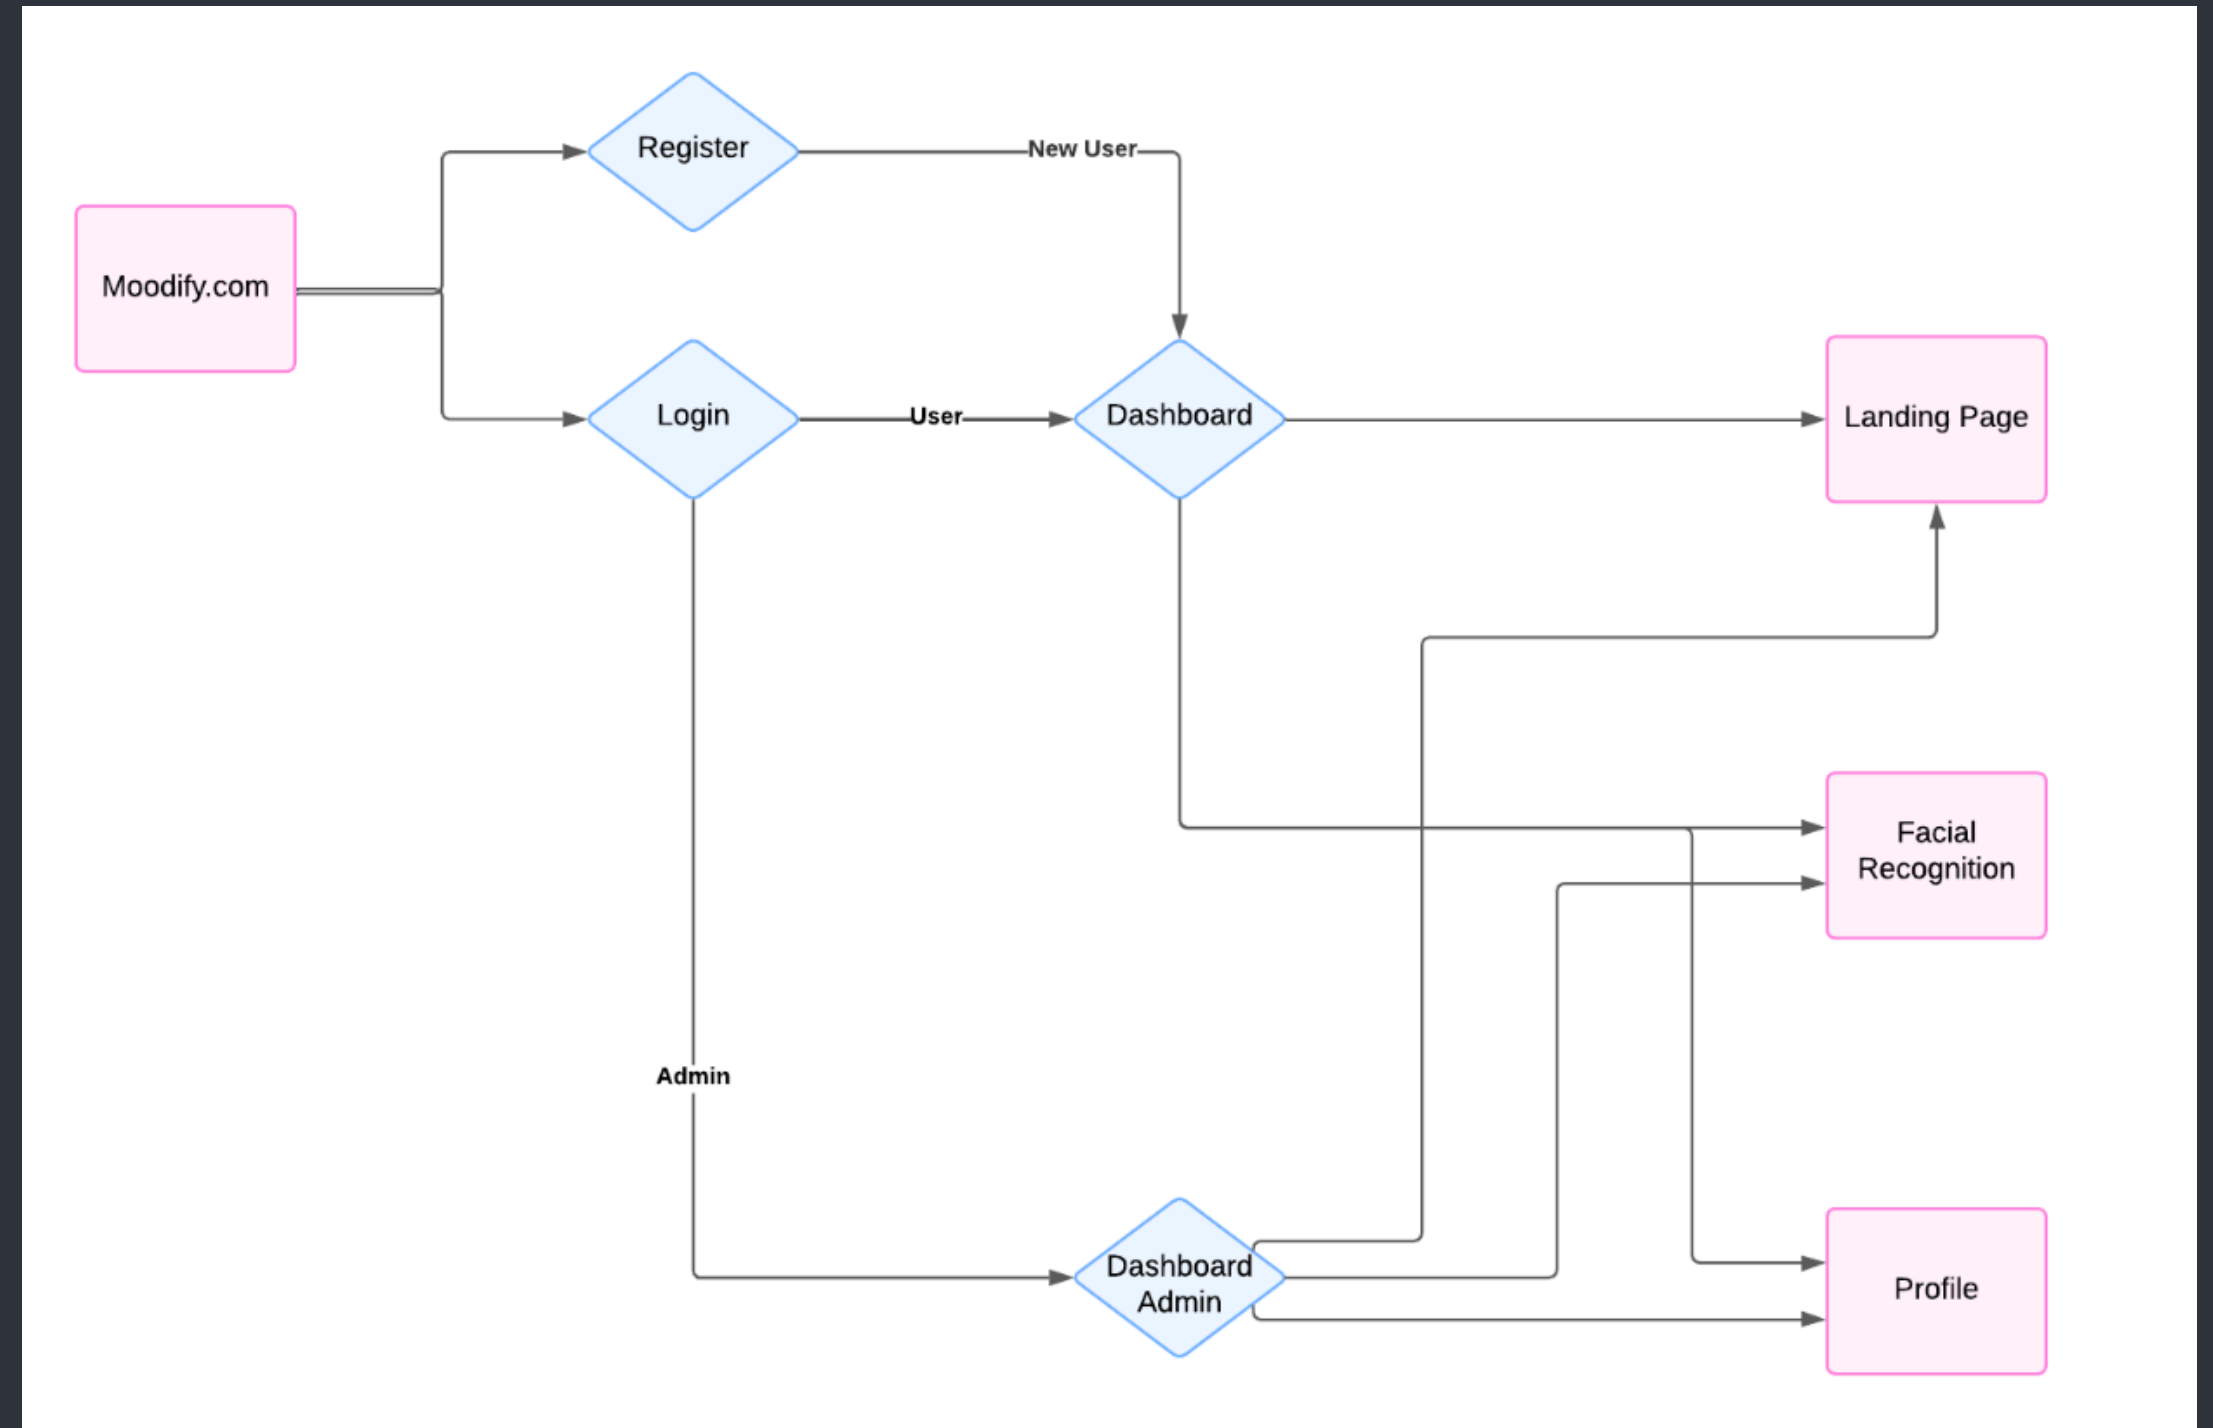 Register
New User
Moodify.com
Login
User
Dashboard
Landing Page
Facial
Recognition
Admin
Dashboard
Admin
Profile